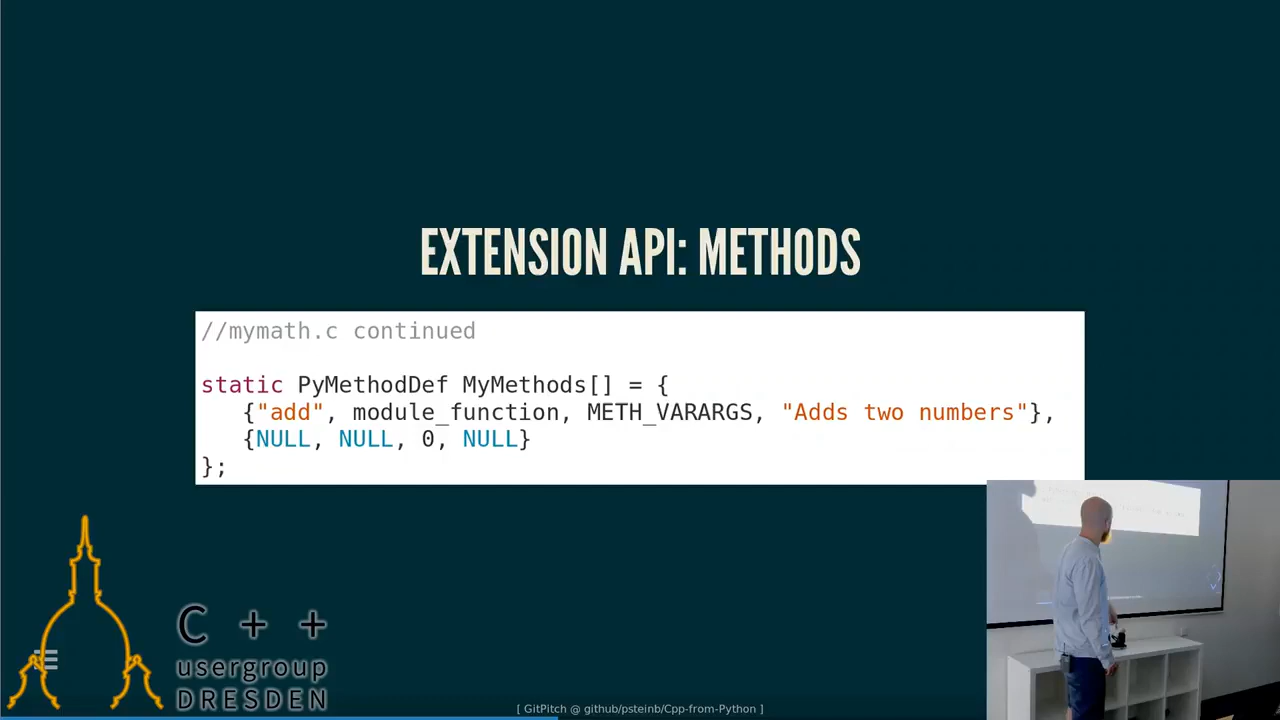 EXTENSION API: METHODS
//mymath.c continued
static PyMethodDef MyMethods[] = {
{"add", module_function, METH_VARARGS, "Adds two numbers"},
{NULL, NULL, 0, NULL}
};
C + +
usergroup
DRESDEN
[ GitPitch @ github/psteinb/Cpp-from-Python ]